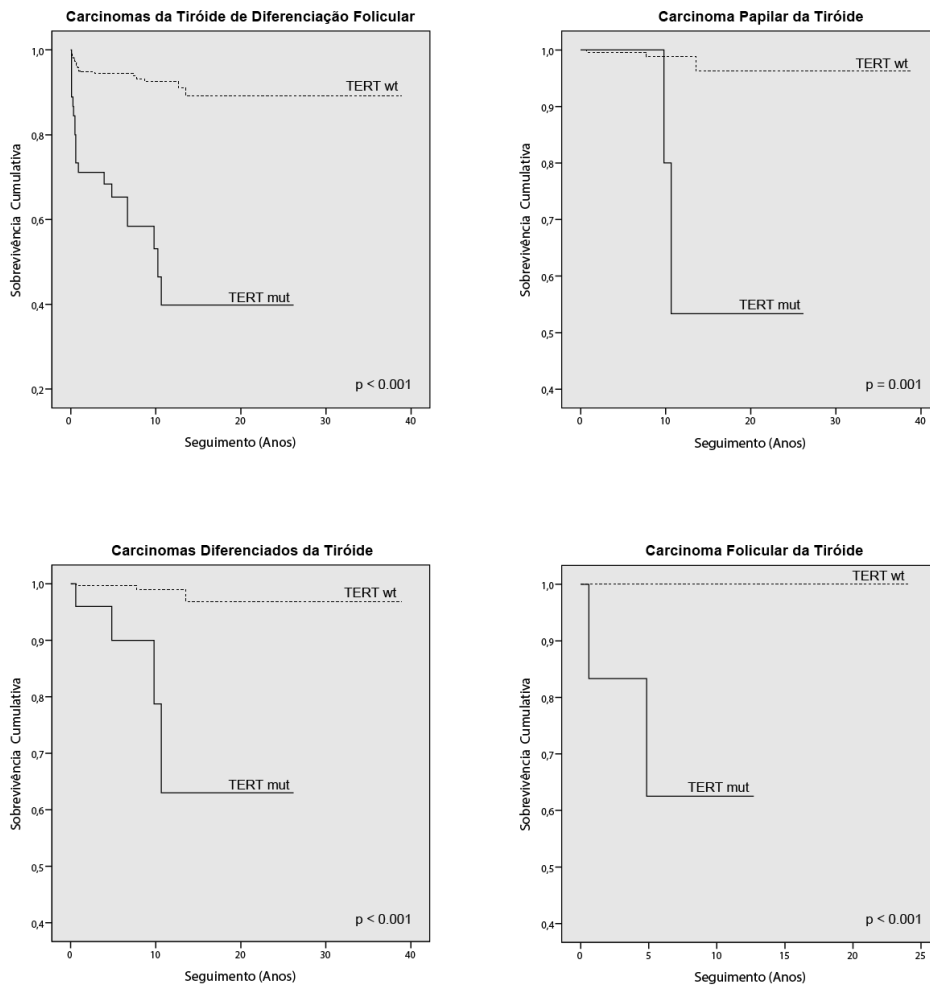 Carcinomas da Tiróide de Diferenciação Folicular
Sobrevivência Cumulativa
1,0
0,8
0,6
0,4
0,2
TERT wt
TERT mut
p < 0.001
0 10 20 30 40
Seguimento (Anos)
Carcinoma Papilar da Tiróide
Sobrevivência Cumulativa
1,0
0,9
0,8
0,7
0,6
0,5
0,4
TERT wt
TERT mut
p = 0.001
0 10 20 30 40
Seguimento (Anos)
Carcinomas Diferenciados da Tiróide
Sobrevivência Cumulativa
1,0
0,9
0,8
0,7
0,6
0,5
0,4
TERT wt
TERT mut
p < 0.001
0 10 20 30 40
Seguimento (Anos)
Carcinoma Folicular da Tiróide
Sobrevivência Cumulativa
1,0
0,9
0,8
0,7
0,6
0,5
0,4
TERT wt
TERT mut
p < 0.001
0 5 10 15 20 25
Seguimento (Anos)